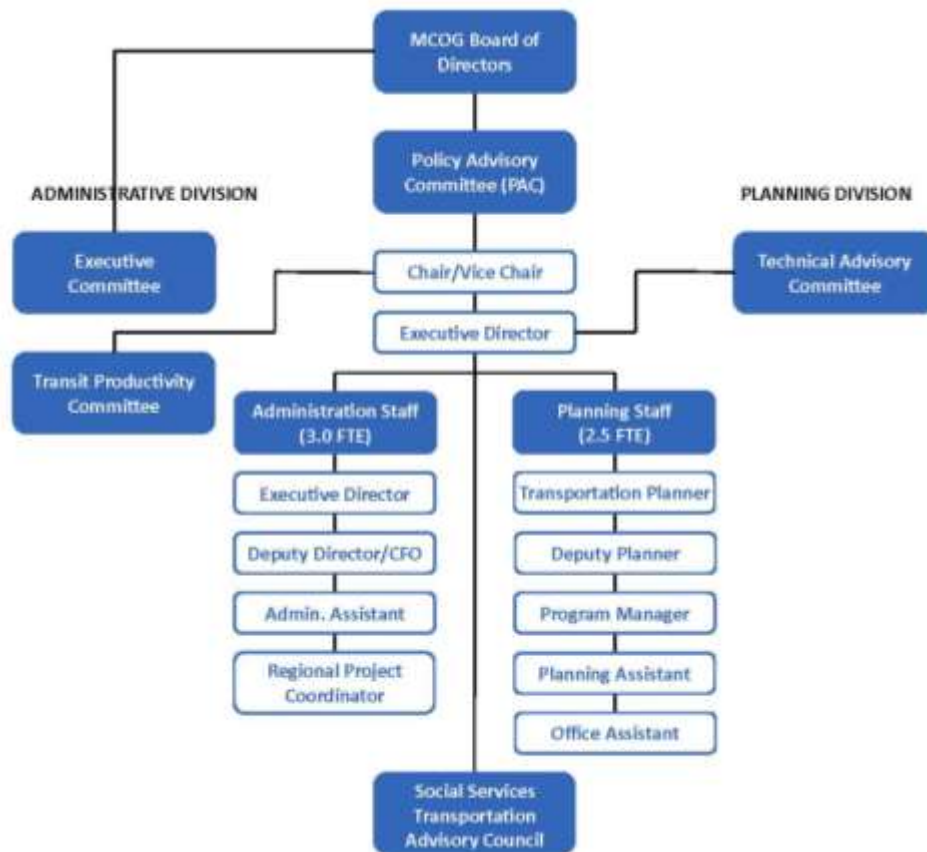 MCOG Board of
Directors
Policy Advisory
Committee (PAC)
ADMINISTRATIVE DIVISION
PLANNING DIVISION
Executive
Committee
Chair/Vice Chair
Technical Advisory
Committee
Executive Director
Transit Productivity
Committee
Administration Staff
(3.0 FTE)
Planning Staff
(2.5 FTE)
Executive Director
Transportation Planner
Deputy Director/CFO
Deputy Planner
Admin. Assistant
Program Manager
Regional Project
Coordinator
Planning Assistant
Office Assistant
Social Services
Transportation
Advisory Council